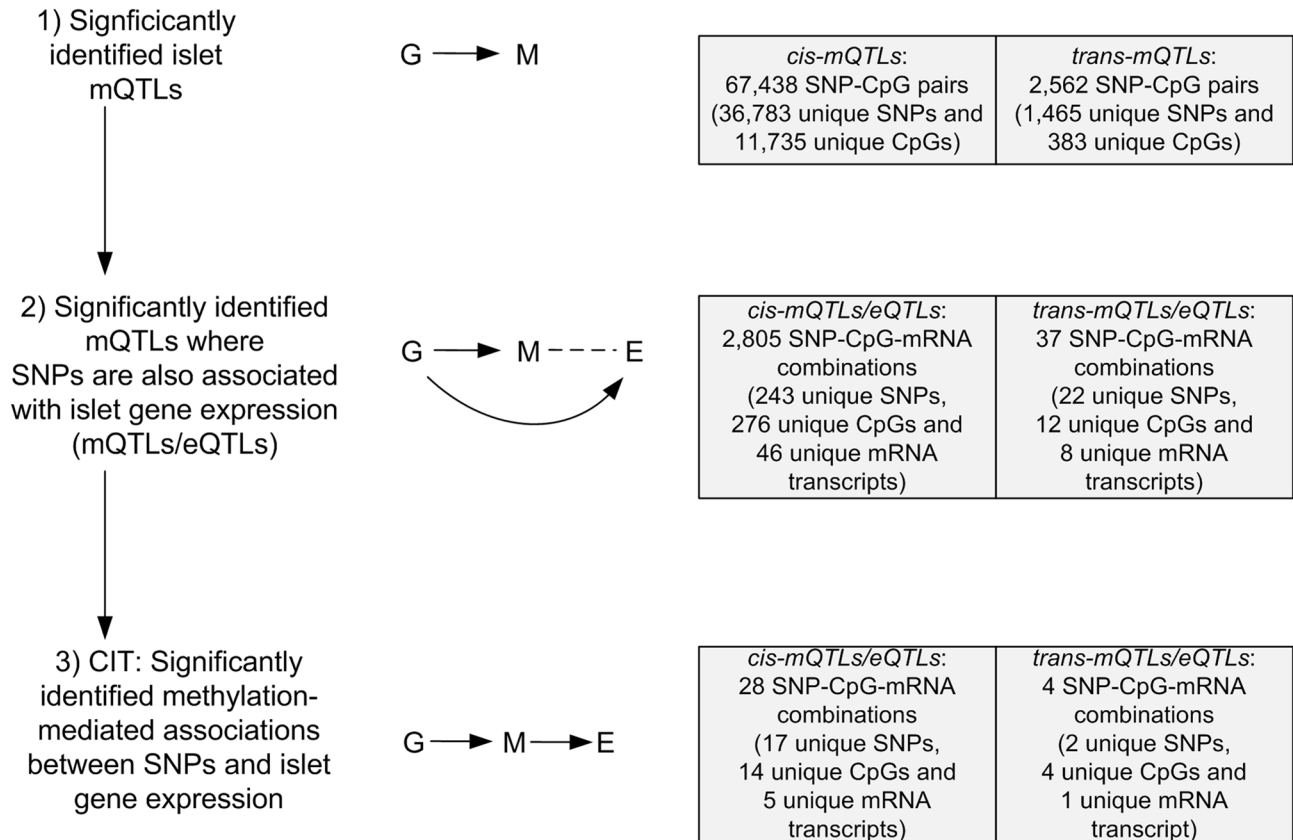 1) Signficicantly
identified islet
mQTLs
G M
cis-mQTLs:
67,438 SNP-CpG pairs
(36,783 unique SNPs and
11,735 unique CpGs)
trans-mQTLs:
2,562 SNP-CpG pairs
(1,465 unique SNPs and
383 unique CpGs)
2) Significantly identified
mQTLs where
SNPs are also associated
with islet gene expression
(mQTLs/eQTLs)
G M E
cis-mQTLs/eQTLs:
2,805 SNP-CpG-mRNA
combinations
(243 unique SNPs,
276 unique CpGs and
46 unique mRNA
transcripts)
trans-mQTLs/eQTLs:
37 SNP-CpG-mRNA
combinations
(22 unique SNPs,
12 unique CpGs and
8 unique mRNA
transcripts)
3) CIT: Significantly
identified methylation-
mediated associations
between SNPs and islet
gene expression
G M E
cis-mQTLs/eQTLs:
28 SNP-CpG-mRNA
combinations
(17 unique SNPs,
14 unique CpGs and
5 unique mRNA
transcripts)
trans-mQTLs/eQTLs:
4 SNP-CpG-mRNA
combinations
(2 unique SNPs,
4 unique CpGs and
1 unique mRNA
transcript)